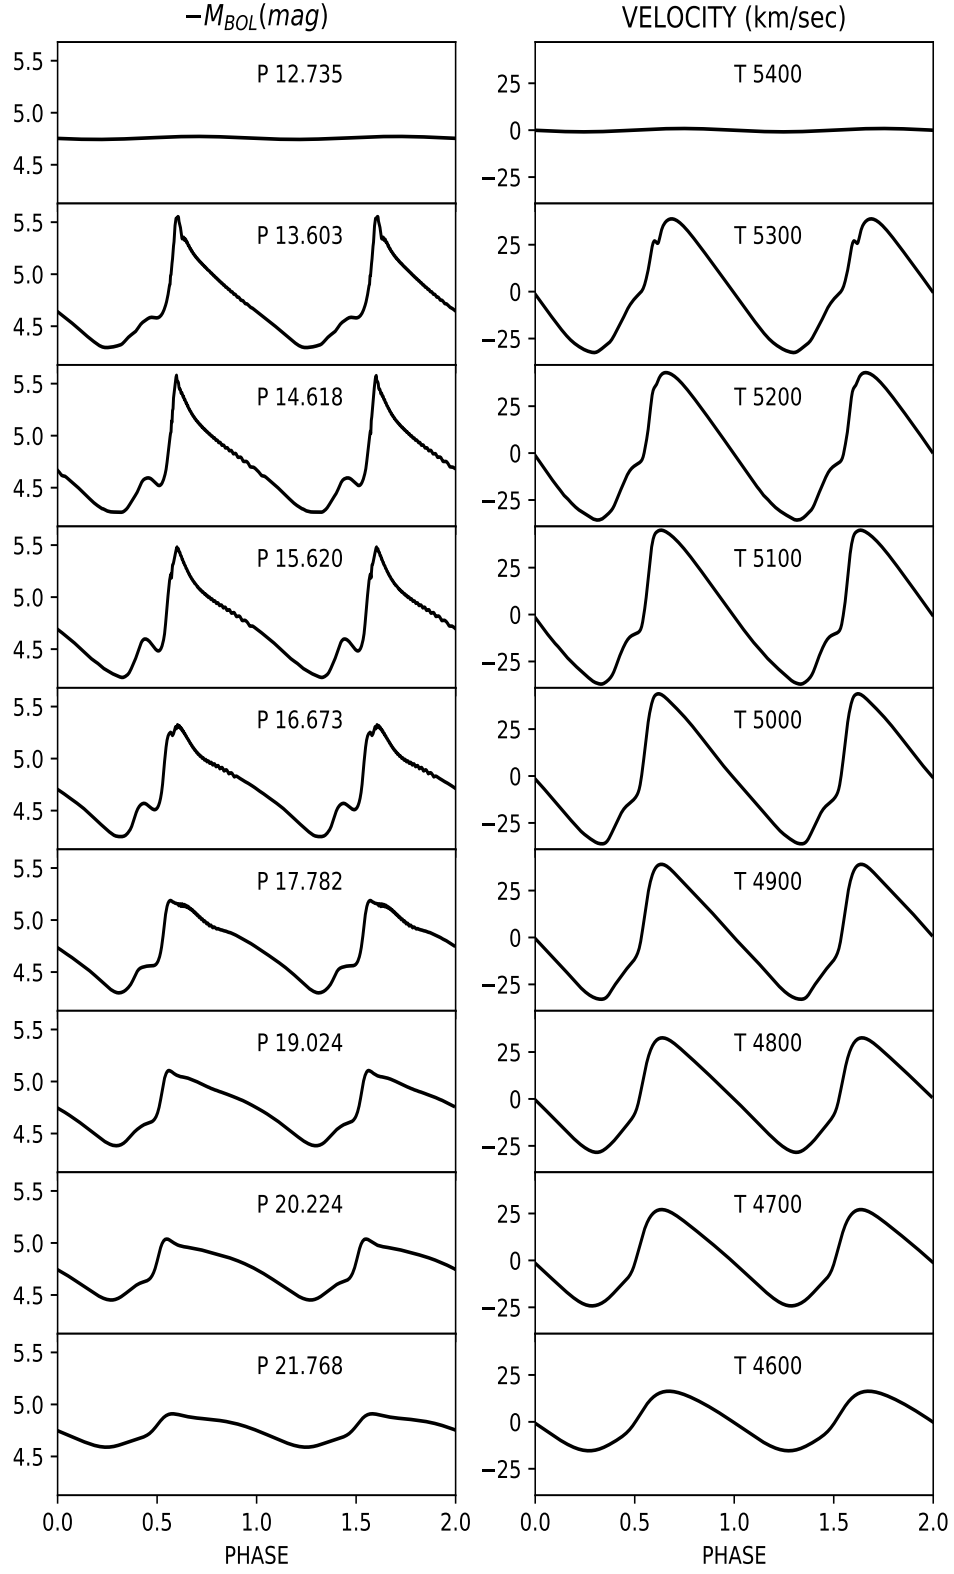 −M_BOL(mag) VELOCITY (km/sec)
5.5 P 12.735 T 5400
5.0 25
4.5 0
−25
5.5 P 13.603 T 5300
5.0 25
4.5 0
−25
5.5 P 14.618 T 5200
5.0 25
4.5 0
−25
5.5 P 15.620 T 5100
5.0 25
4.5 0
−25
5.5 P 16.673 T 5000
5.0 25
4.5 0
−25
5.5 P 17.782 T 4900
5.0 25
4.5 0
−25
5.5 P 19.024 T 4800
5.0 25
4.5 0
−25
5.5 P 20.224 T 4700
5.0 25
4.5 0
−25
5.5 P 21.768 T 4600
5.0 25
4.5 0
−25
0.0 0.5 1.0 1.5 2.0 0.0 0.5 1.0 1.5 2.0
PHASE PHASE